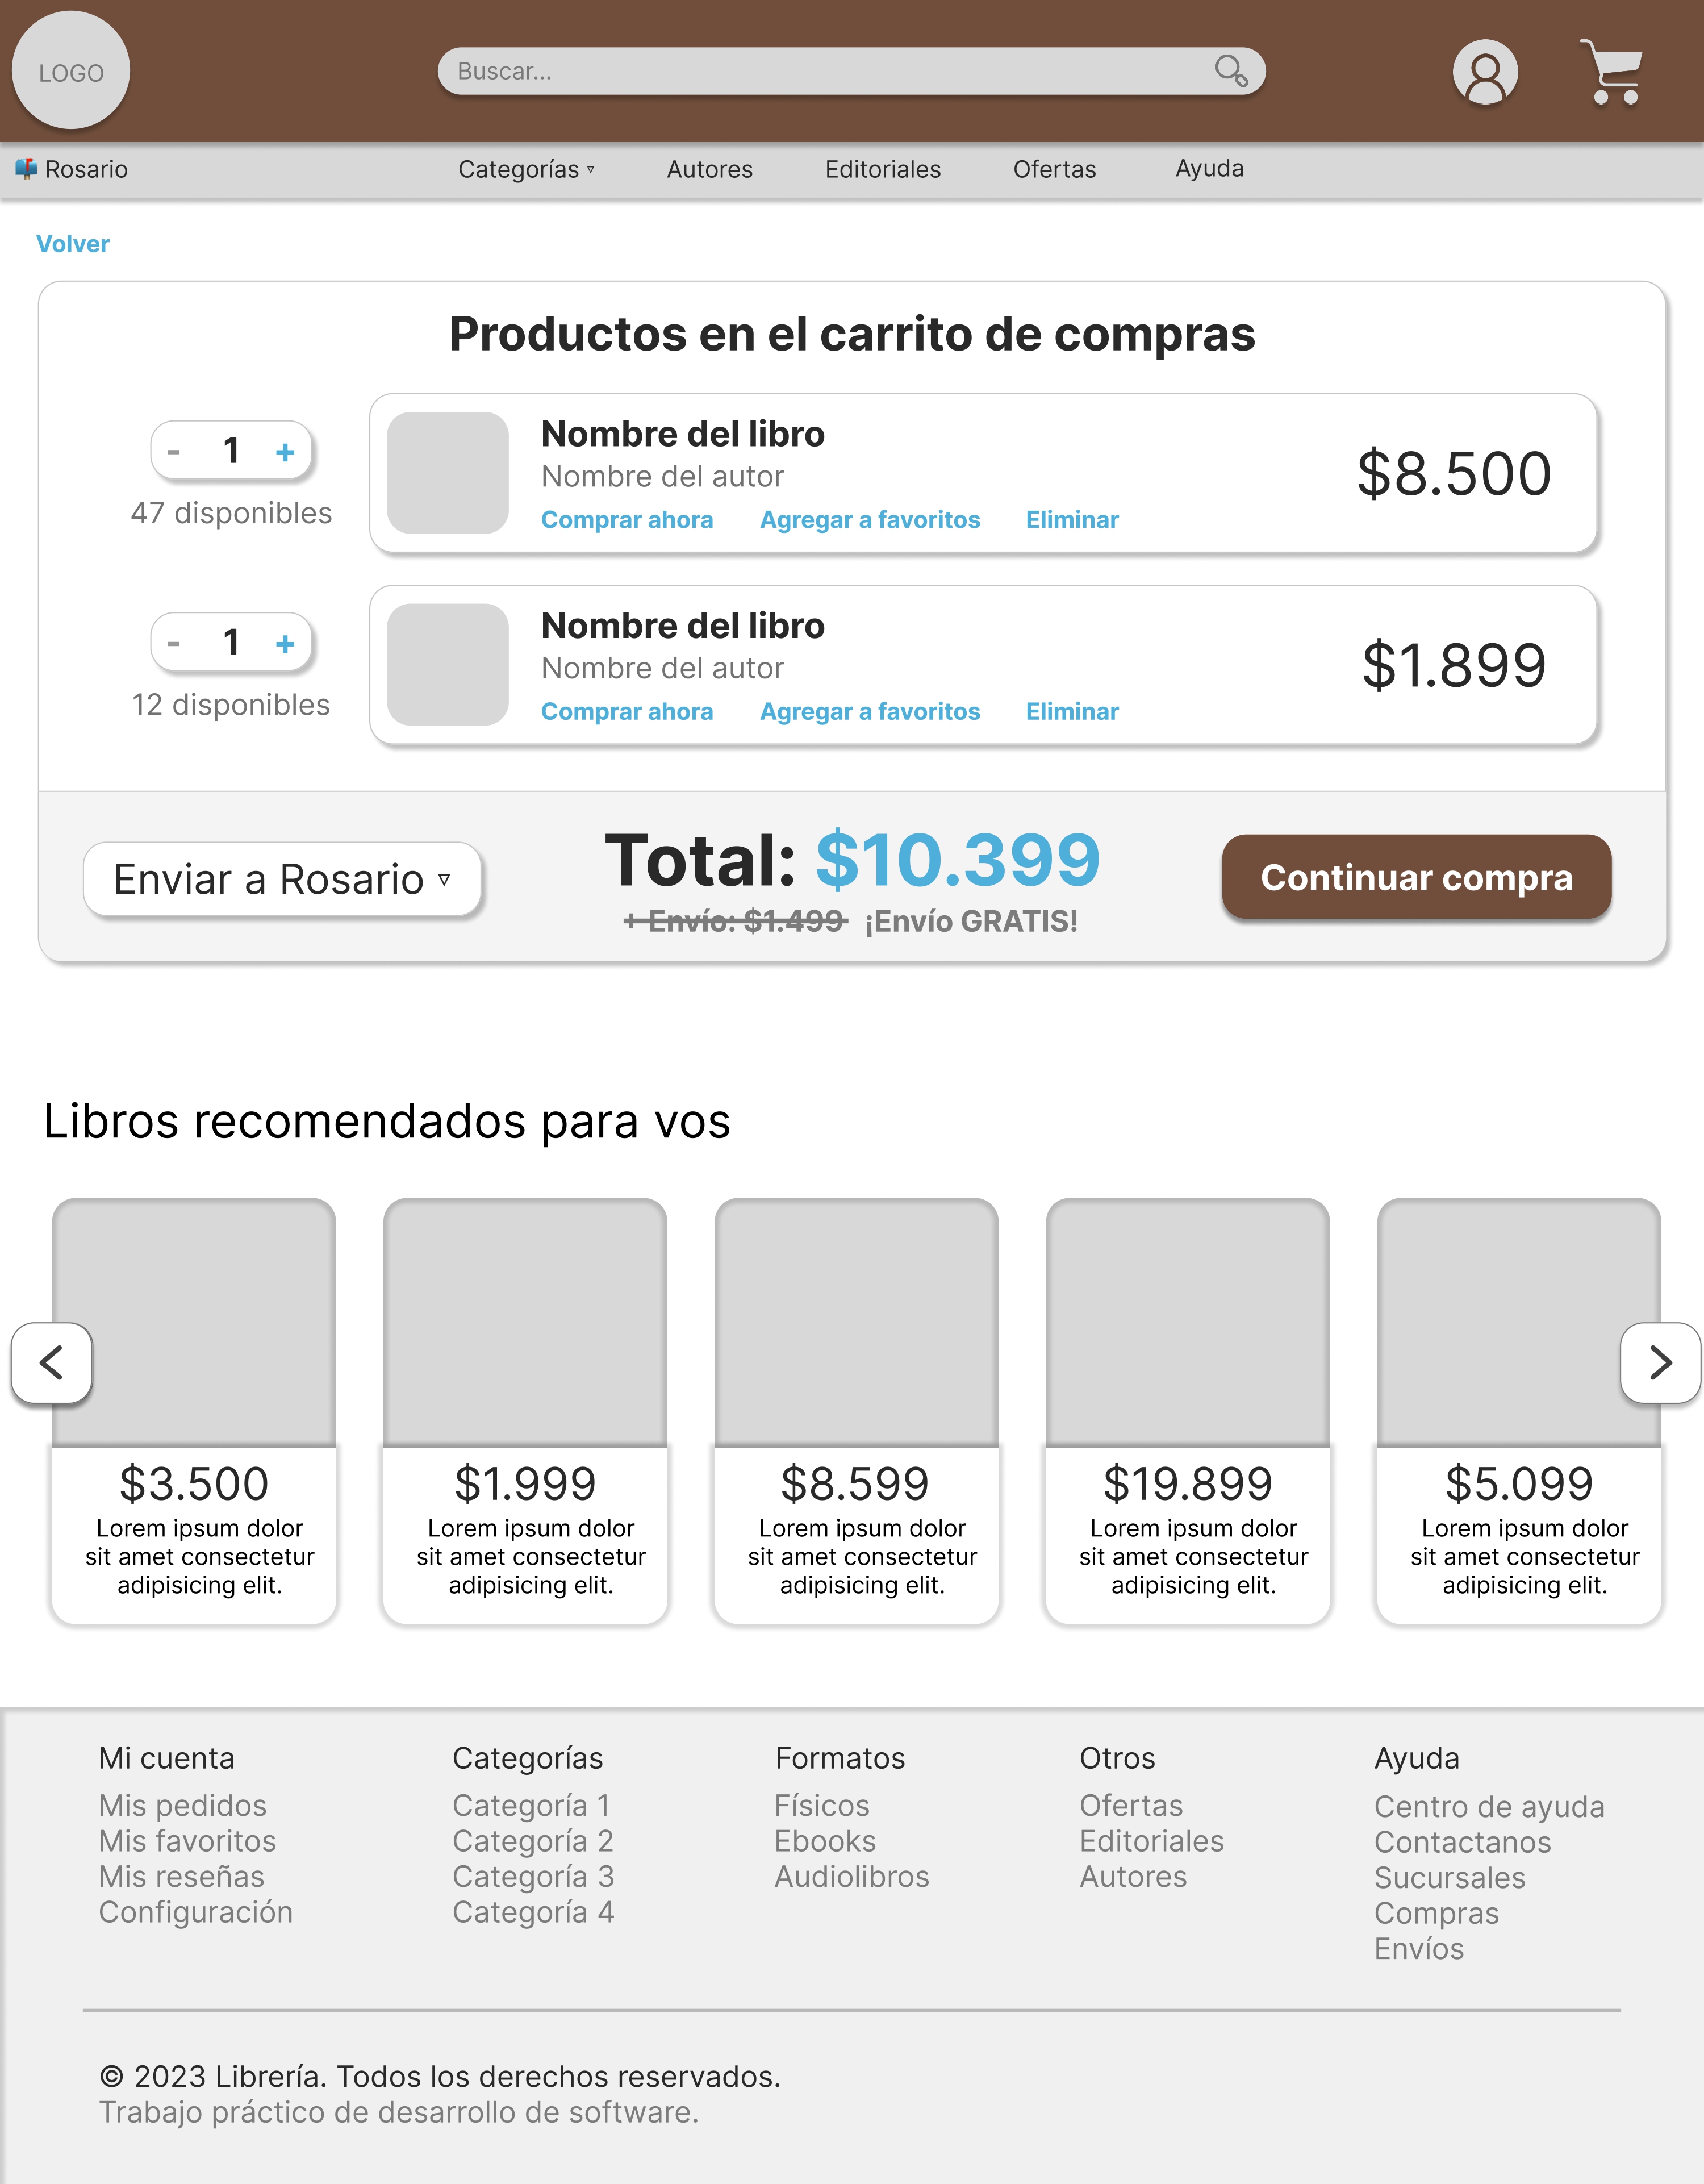 LOGO
Buscar...
Rosario
Categorías ▿
Autores
Editoriales
Ofertas
Ayuda
Volver
Productos en el carrito de compras
- 1 +
47 disponibles
Nombre del libro
Nombre del autor
Comprar ahora
Agregar a favoritos
Eliminar
$8.500
- 1 +
12 disponibles
Nombre del libro
Nombre del autor
Comprar ahora
Agregar a favoritos
Eliminar
$1.899
Enviar a Rosario ▿
Total: $10.399
+ Envío: $1.499 ¡Envío GRATIS!
Continuar compra
Libros recomendados para vos
$3.500
Lorem ipsum dolor
sit amet consectetur
adipisicing elit.
$1.999
Lorem ipsum dolor
sit amet consectetur
adipisicing elit.
$8.599
Lorem ipsum dolor
sit amet consectetur
adipisicing elit.
$19.899
Lorem ipsum dolor
sit amet consectetur
adipisicing elit.
$5.099
Lorem ipsum dolor
sit amet consectetur
adipisicing elit.
Mi cuenta
Mis pedidos
Mis favoritos
Mis reseñas
Configuración
Categorías
Categoría 1
Categoría 2
Categoría 3
Categoría 4
Formatos
Físicos
Ebooks
Audiolibros
Otros
Ofertas
Editoriales
Autores
Ayuda
Centro de ayuda
Contactanos
Sucursales
Compras
Envíos
© 2023 Librería. Todos los derechos reservados.
Trabajo práctico de desarrollo de software.